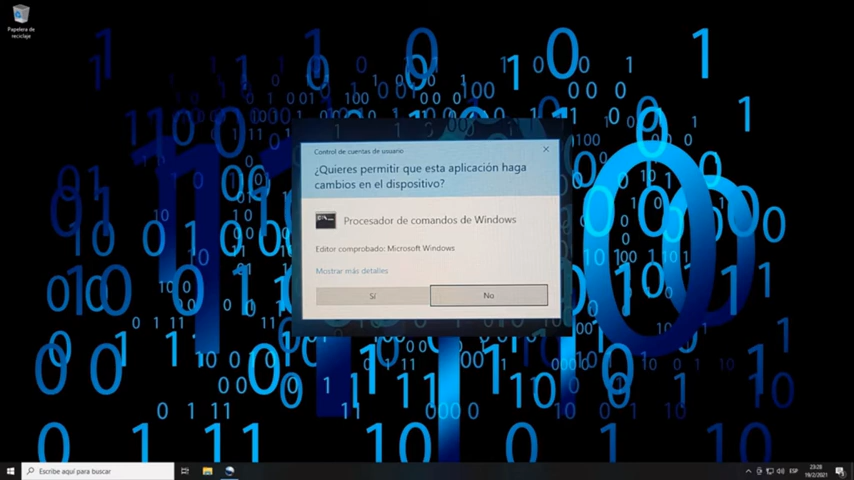 Papelera de
reciclaje
Control de cuentas de usuario
¿Quieres permitir que esta aplicación haga
cambios en el dispositivo?
Procesador de comandos de Windows
Editor comprobado: Microsoft Windows
Mostrar más detalles
Sí
No
Escribe aquí para buscar
ESP
23:28
19/2/2021